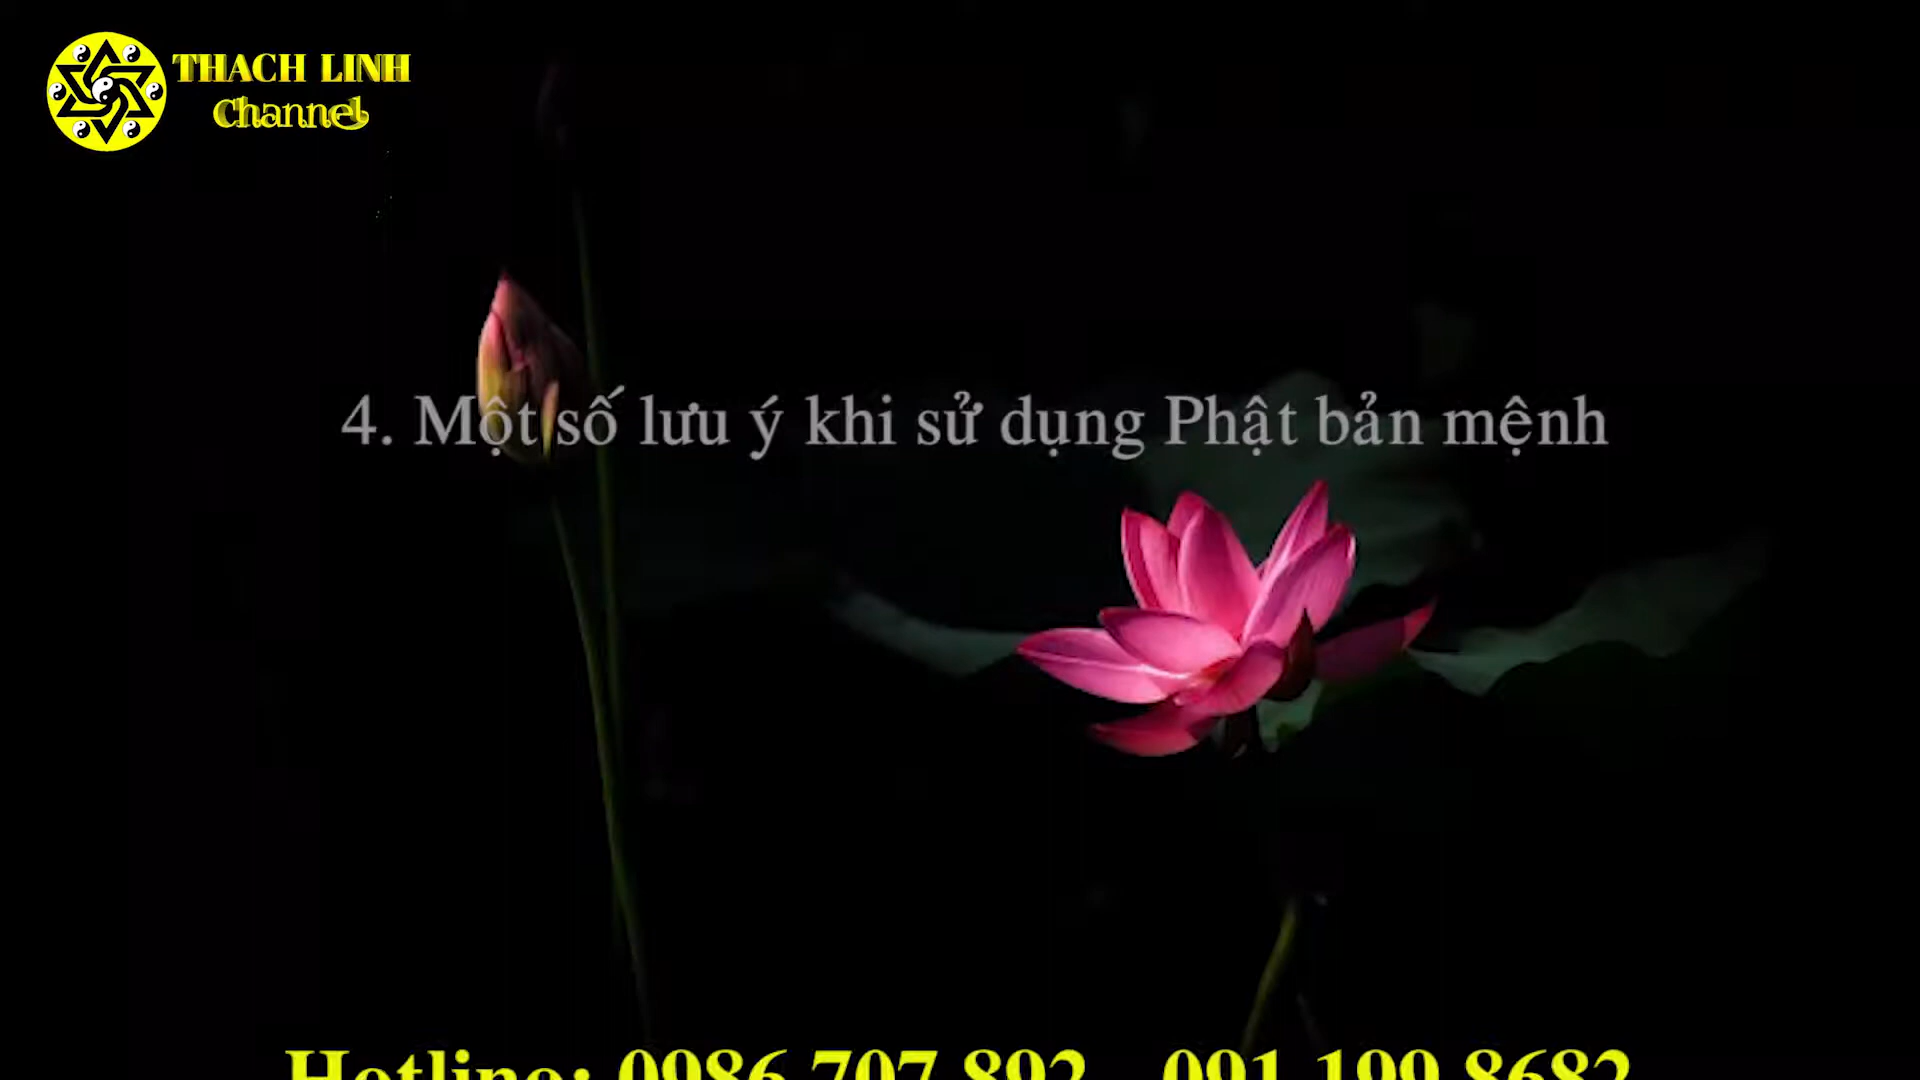 THACH LINH
Channel
4. Một số lưu ý khi sử dụng Phật bản mệnh
Hotline: 0986.707.892 - 091.199.8682